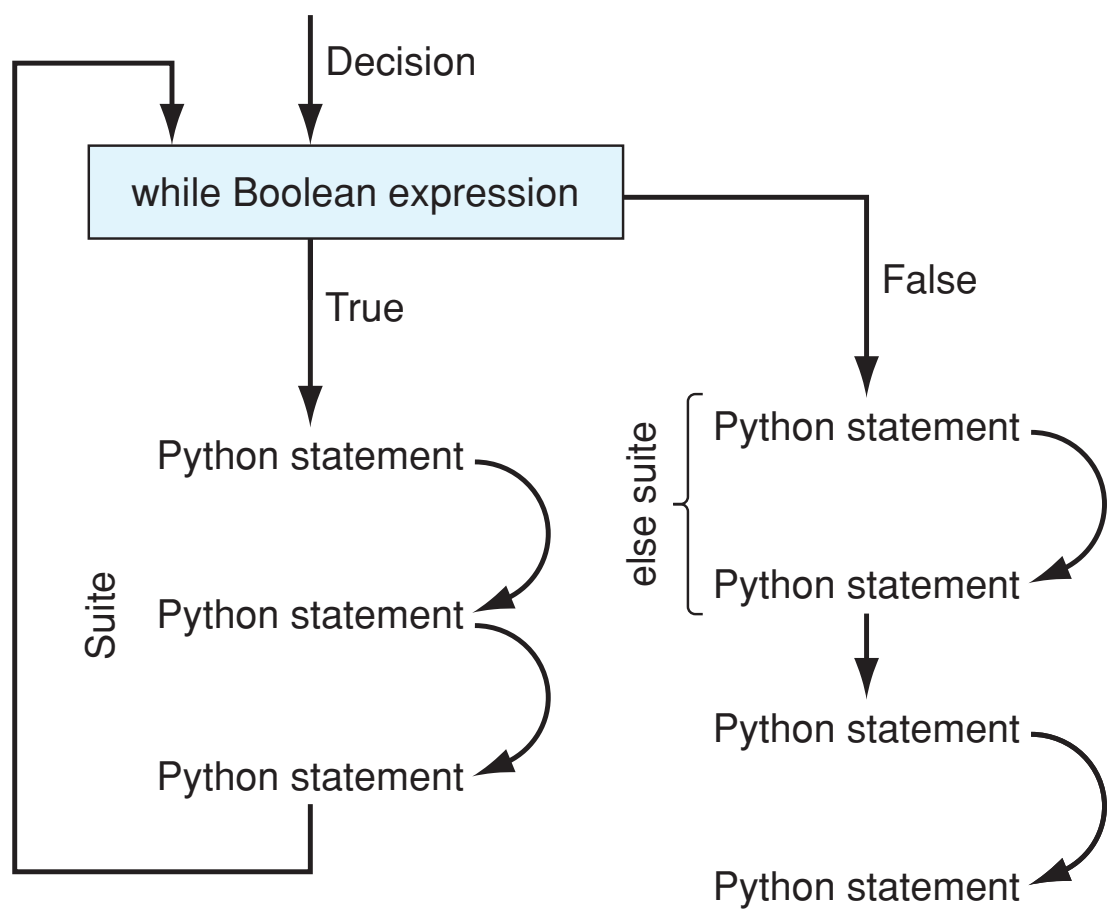 Decision
while Boolean expression
True
False
Suite
Python statement
Python statement
Python statement
else suite
Python statement
Python statement
Python statement
Python statement